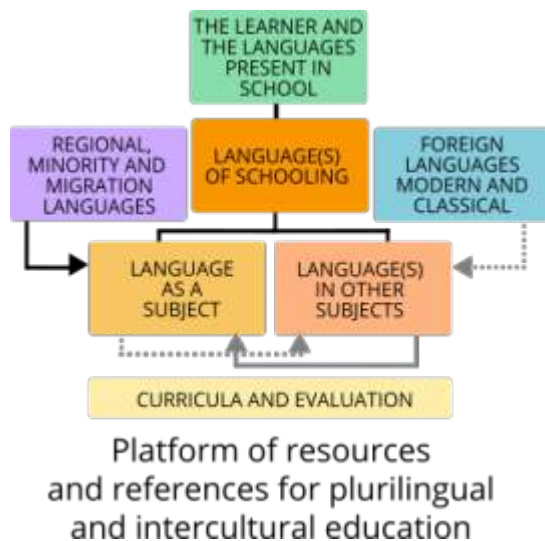 THE LEARNER AND
THE LANGUAGES
PRESENT IN
SCHOOL
REGIONAL,
MINORITY AND
MIGRATION
LANGUAGES
LANGUAGE(S)
OF SCHOOLING
FOREIGN
LANGUAGES
MODERN AND
CLASSICAL
LANGUAGE
AS A
SUBJECT
LANGUAGE(S)
IN OTHER
SUBJECTS
CURRICULA AND EVALUATION
Platform of resources
and references for plurilingual
and intercultural education